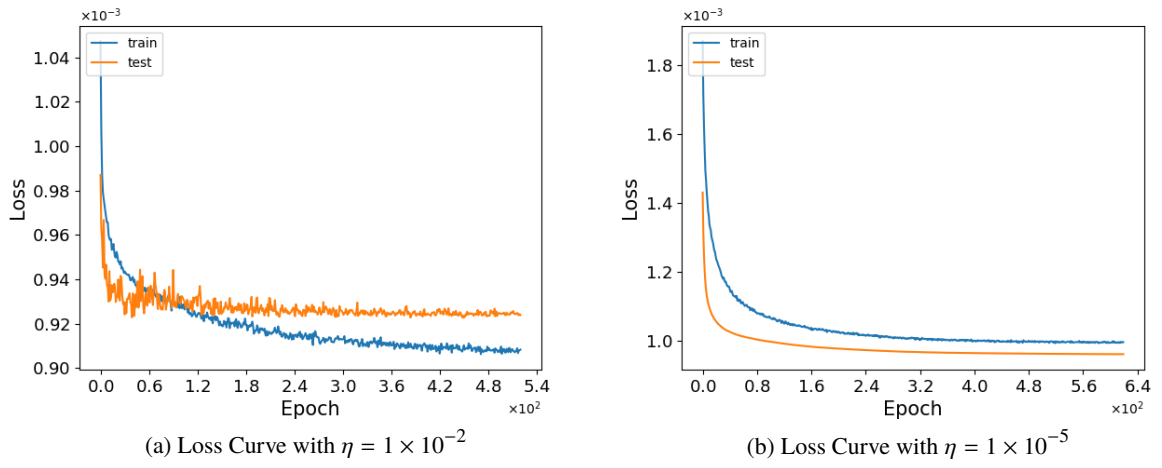 ×10⁻³
train
test
1.04
1.02
1.00
0.98
0.96
0.94
0.92
0.90
Loss
0.0 0.6 1.2 1.8 2.4 3.0 3.6 4.2 4.8 5.4
Epoch
×10²
(a) Loss Curve with η = 1 × 10⁻²
×10⁻³
train
test
1.8
1.6
1.4
1.2
1.0
Loss
0.0 0.8 1.6 2.4 3.2 4.0 4.8 5.6 6.4
Epoch
×10²
(b) Loss Curve with η = 1 × 10⁻⁵